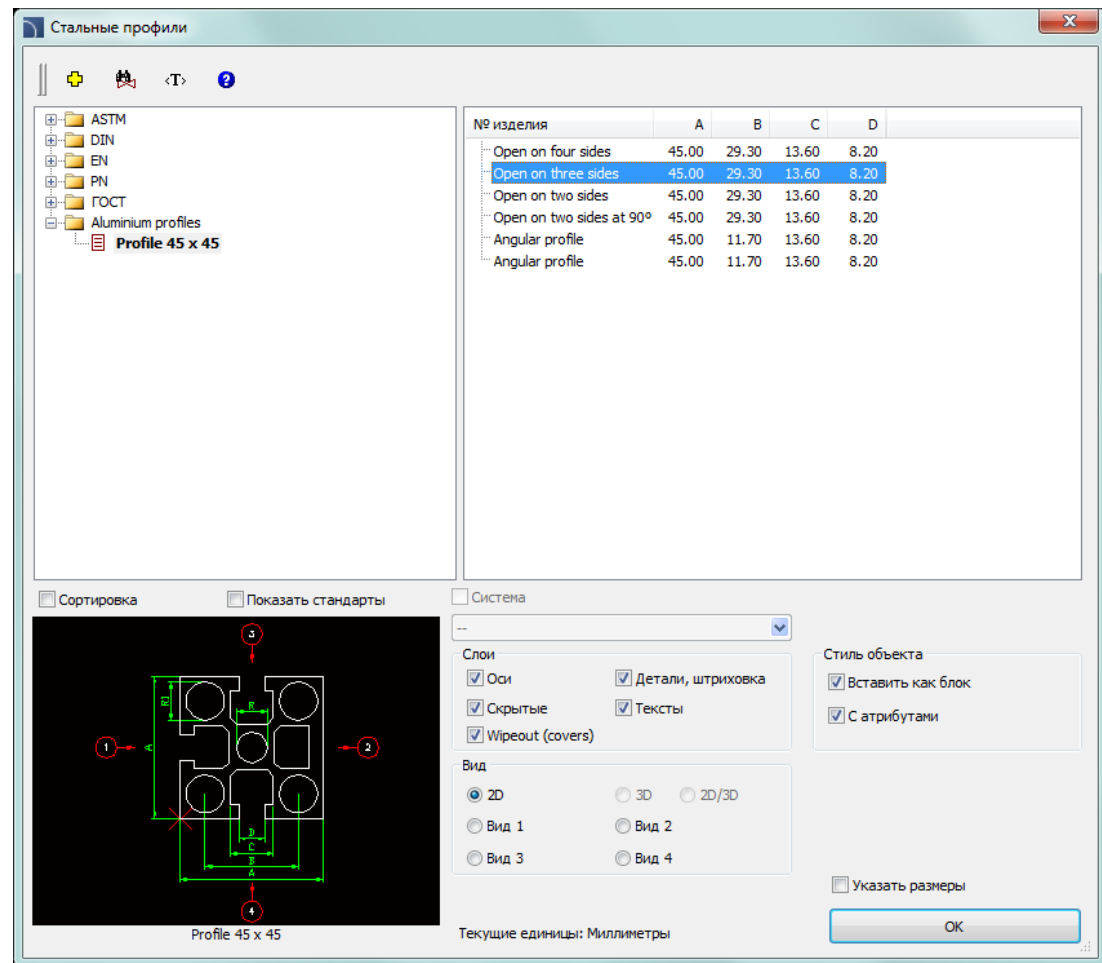 Стальные профили
<T>
ASTM
DIN
EN
PN
ГОСТ
Aluminium profiles
Profile 45 x 45
№ изделия A B C D
Open on four sides 45.00 29.30 13.60 8.20
Open on three sides 45.00 29.30 13.60 8.20
Open on two sides 45.00 29.30 13.60 8.20
Open on two sides at 90º 45.00 29.30 13.60 8.20
Angular profile 45.00 11.70 13.60 8.20
Angular profile 45.00 11.70 13.60 8.20
Сортировка Показать стандарты
3
R1
R
1
A
2
D
C
B
A
4
Profile 45 x 45
Система
--
Слои
Оси Детали, штриховка
Скрытые Тексты
Wipeout (covers)
Стиль объекта
Вставить как блок
С атрибутами
Вид
2D 3D 2D/3D
Вид 1 Вид 2
Вид 3 Вид 4
Указать размеры
Текущие единицы: Миллиметры
OK